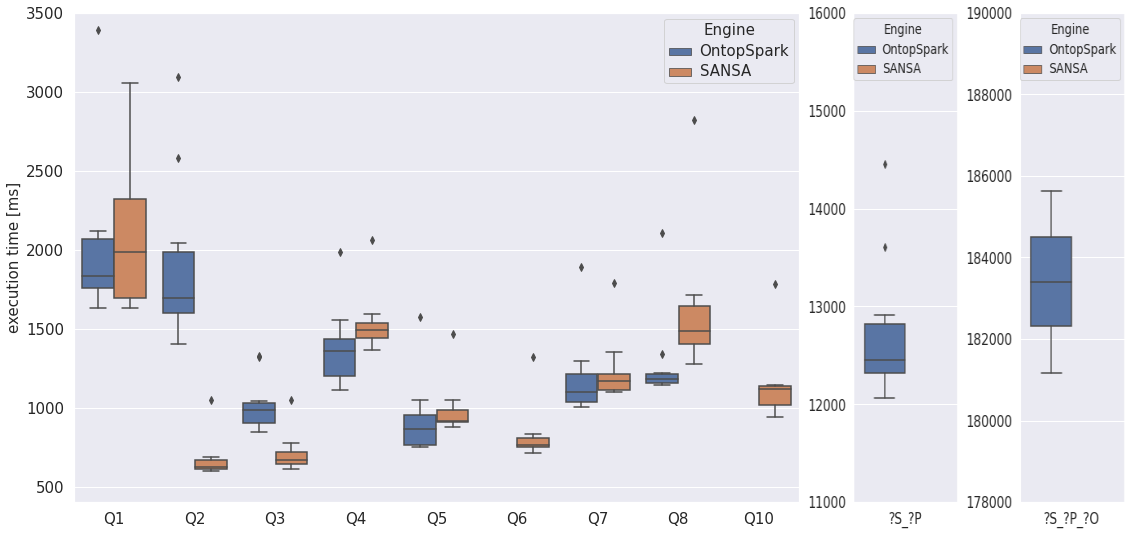 3500
3000
2500
2000
1500
1000
500
execution time [ms]
Engine
OntopSpark
SANSA
Q1 Q2 Q3 Q4 Q5 Q6 Q7 Q8 Q10
16000
15000
14000
13000
12000
11000
Engine
OntopSpark
SANSA
?S_?P
190000
188000
186000
184000
182000
180000
178000
Engine
OntopSpark
SANSA
?S_?P_?O